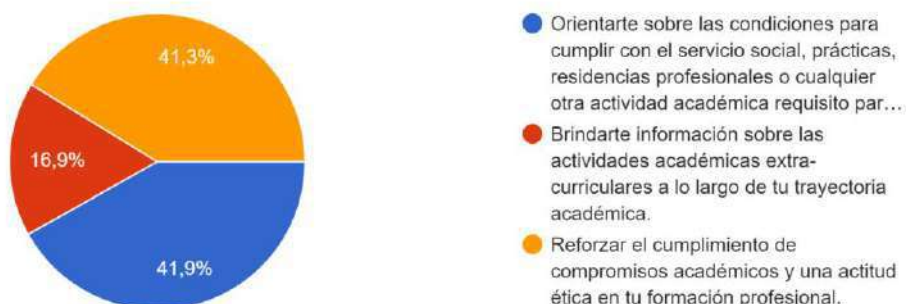 41,3%
16,9%
41,9%
Orientarte sobre las condiciones para
cumplir con el servicio social, prácticas,
residencias profesionales o cualquier
otra actividad académica requisito par…
Brindarte información sobre las
actividades académicas extra-
curriculares a lo largo de tu trayectoria
académica.
Reforzar el cumplimiento de
compromisos académicos y una actitud
ética en tu formación profesional.